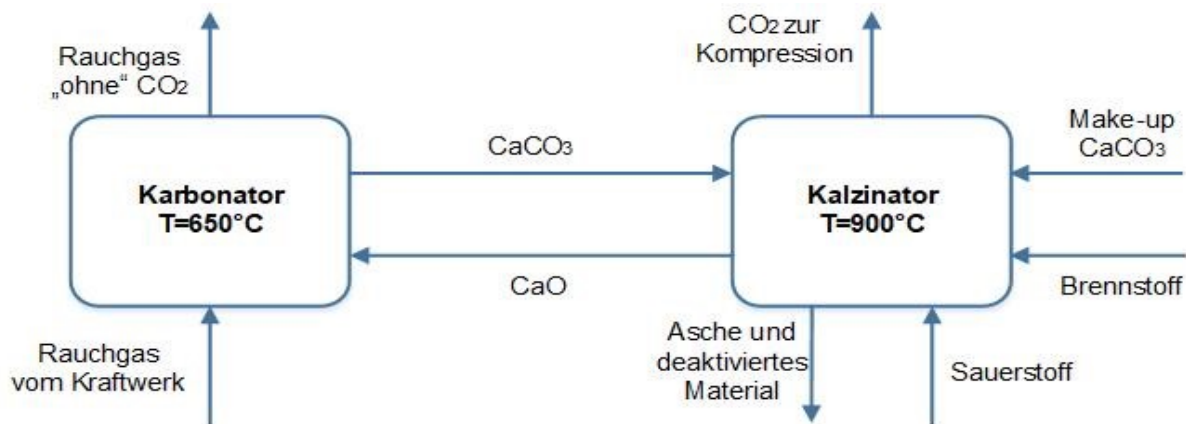 Rauchgas
„ohne“ CO₂
CO₂ zur
Kompression
Karbonator
T=650°C
CaCO₃
CaO
Kalzinator
T=900°C
Make-up
CaCO₃
Brennstoff
Rauchgas
vom Kraftwerk
Asche und
deaktiviertes
Material
Sauerstoff